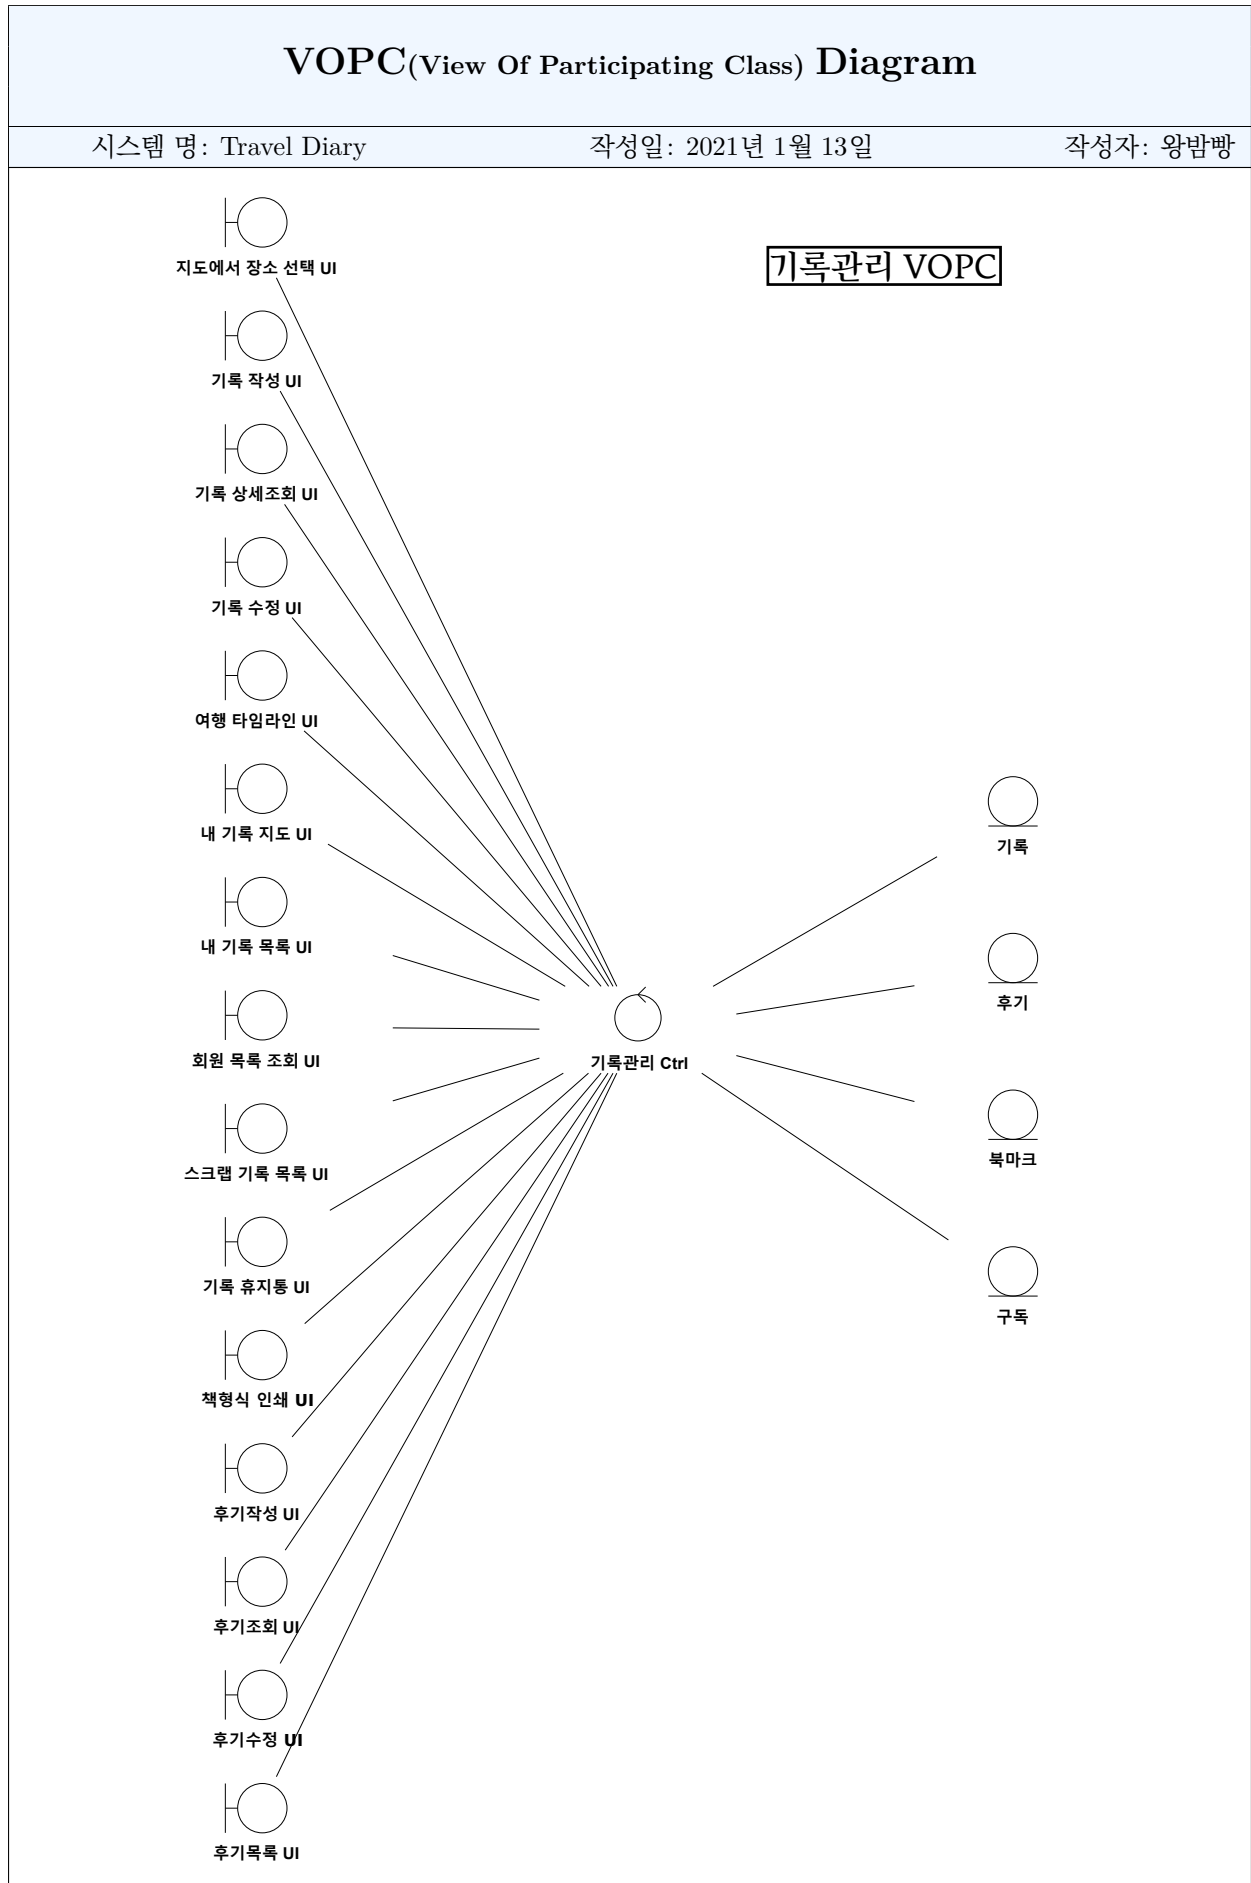 VOPC(View Of Participating Class) Diagram
시스템 명: Travel Diary 작성일: 2021년 1월 13일 작성자: 왕밤빵
기록관리 VOPC
지도에서 장소 선택 UI
기록 작성 UI
기록 상세조회 UI
기록 수정 UI
여행 타임라인 UI
내 기록 지도 UI
내 기록 목록 UI
회원 목록 조회 UI
스크랩 기록 목록 UI
기록 휴지통 UI
책형식 인쇄 UI
후기작성 UI
후기조회 UI
후기수정 UI
후기목록 UI
기록관리 Ctrl
기록
후기
북마크
구독